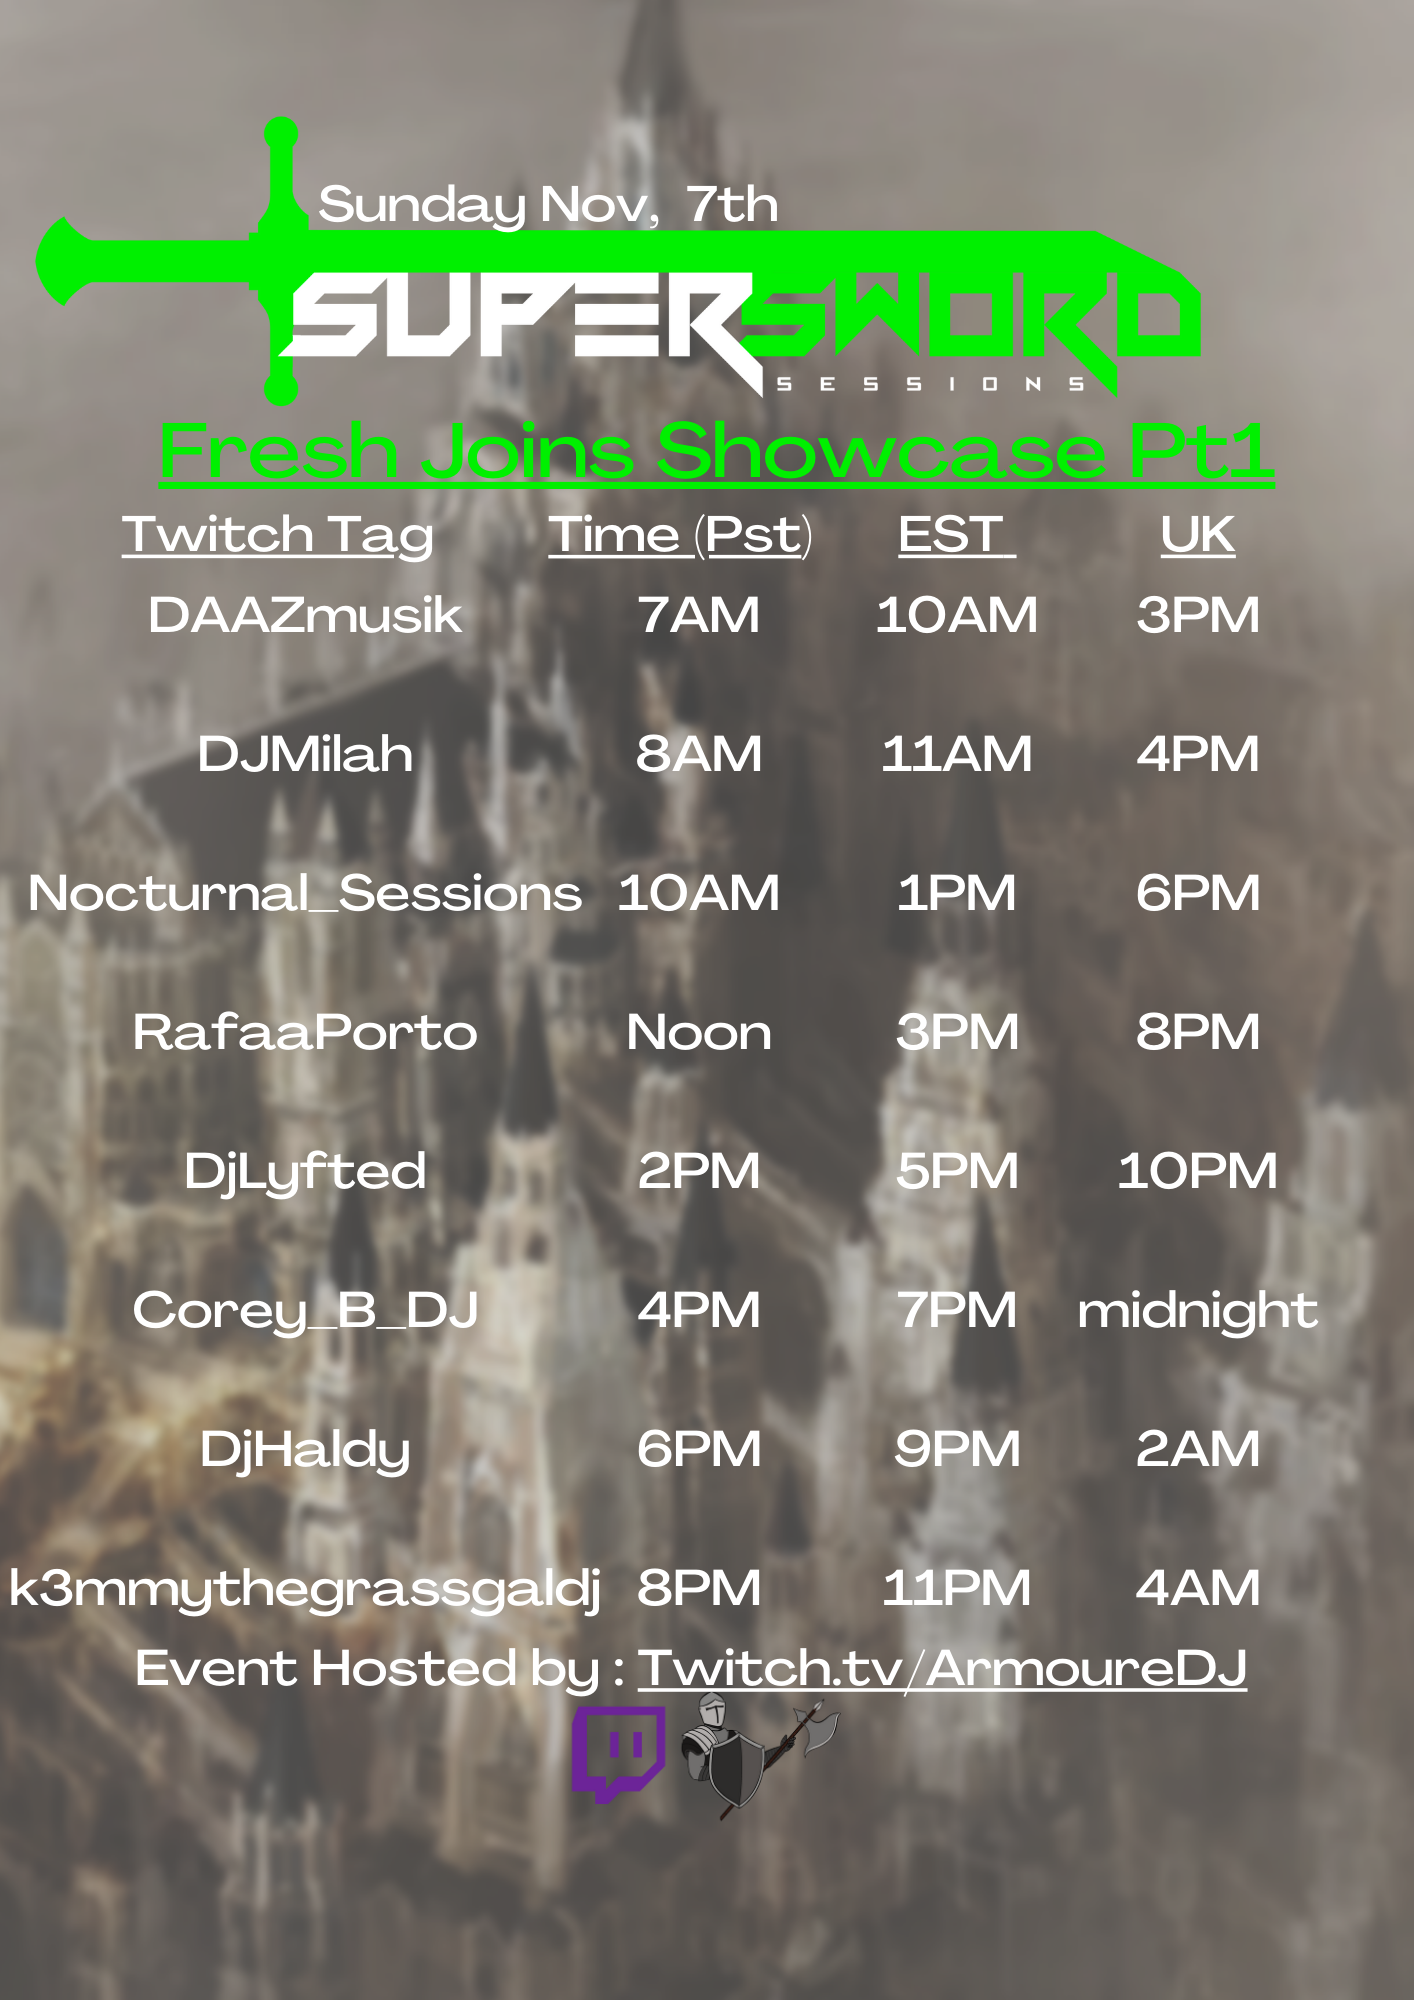 Sunday Nov, 7th
SUPERSWORD
SESSIONS
Fresh Joins Showcase Pt1
Twitch Tag Time (Pst) EST UK
DAAZmusik 7AM 10AM 3PM
DJMilah 8AM 11AM 4PM
Nocturnal_Sessions 10AM 1PM 6PM
RafaaPorto Noon 3PM 8PM
DjLyfted 2PM 5PM 10PM
Corey_B_DJ 4PM 7PM midnight
DjHaldy 6PM 9PM 2AM
k3mmythegrassgaldj 8PM 11PM 4AM
Event Hosted by : Twitch.tv/ArmoureDJ